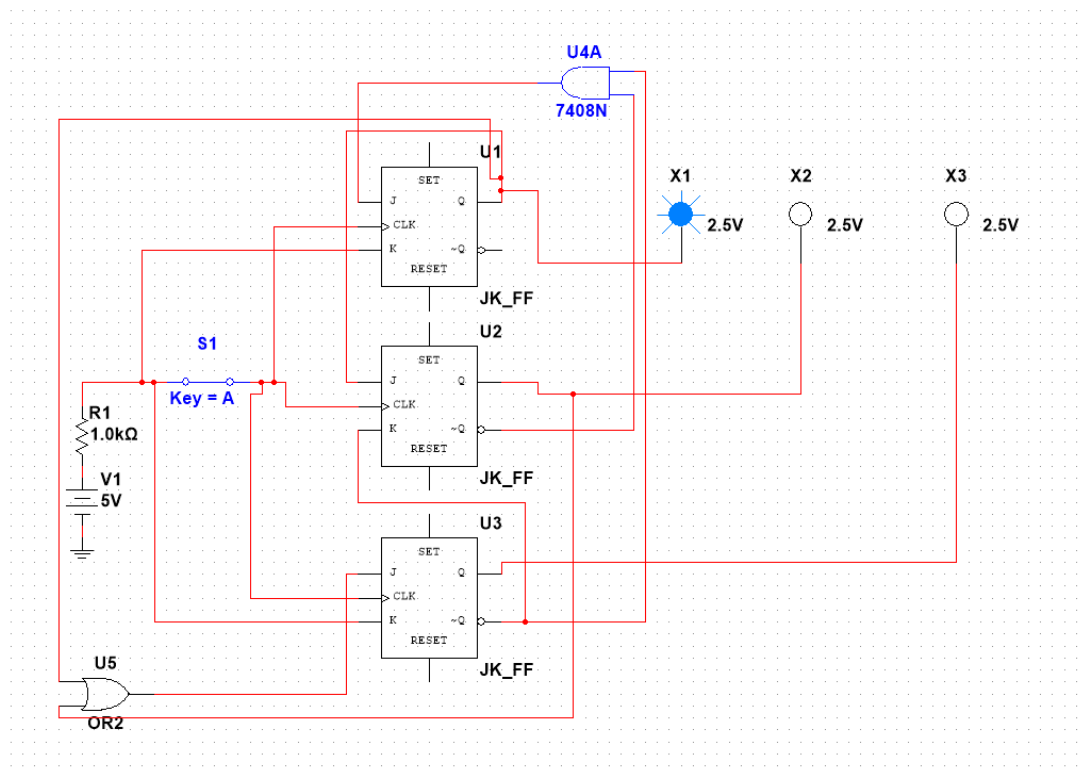 U4A
7408N
U1
SET
J
Q
CLK
K
~Q
RESET
JK_FF
X1
2.5V
X2
2.5V
X3
2.5V
U2
SET
J
Q
CLK
K
~Q
RESET
JK_FF
S1
Key = A
R1
1.0kΩ
V1
5V
U3
SET
J
Q
CLK
K
~Q
RESET
JK_FF
U5
OR2